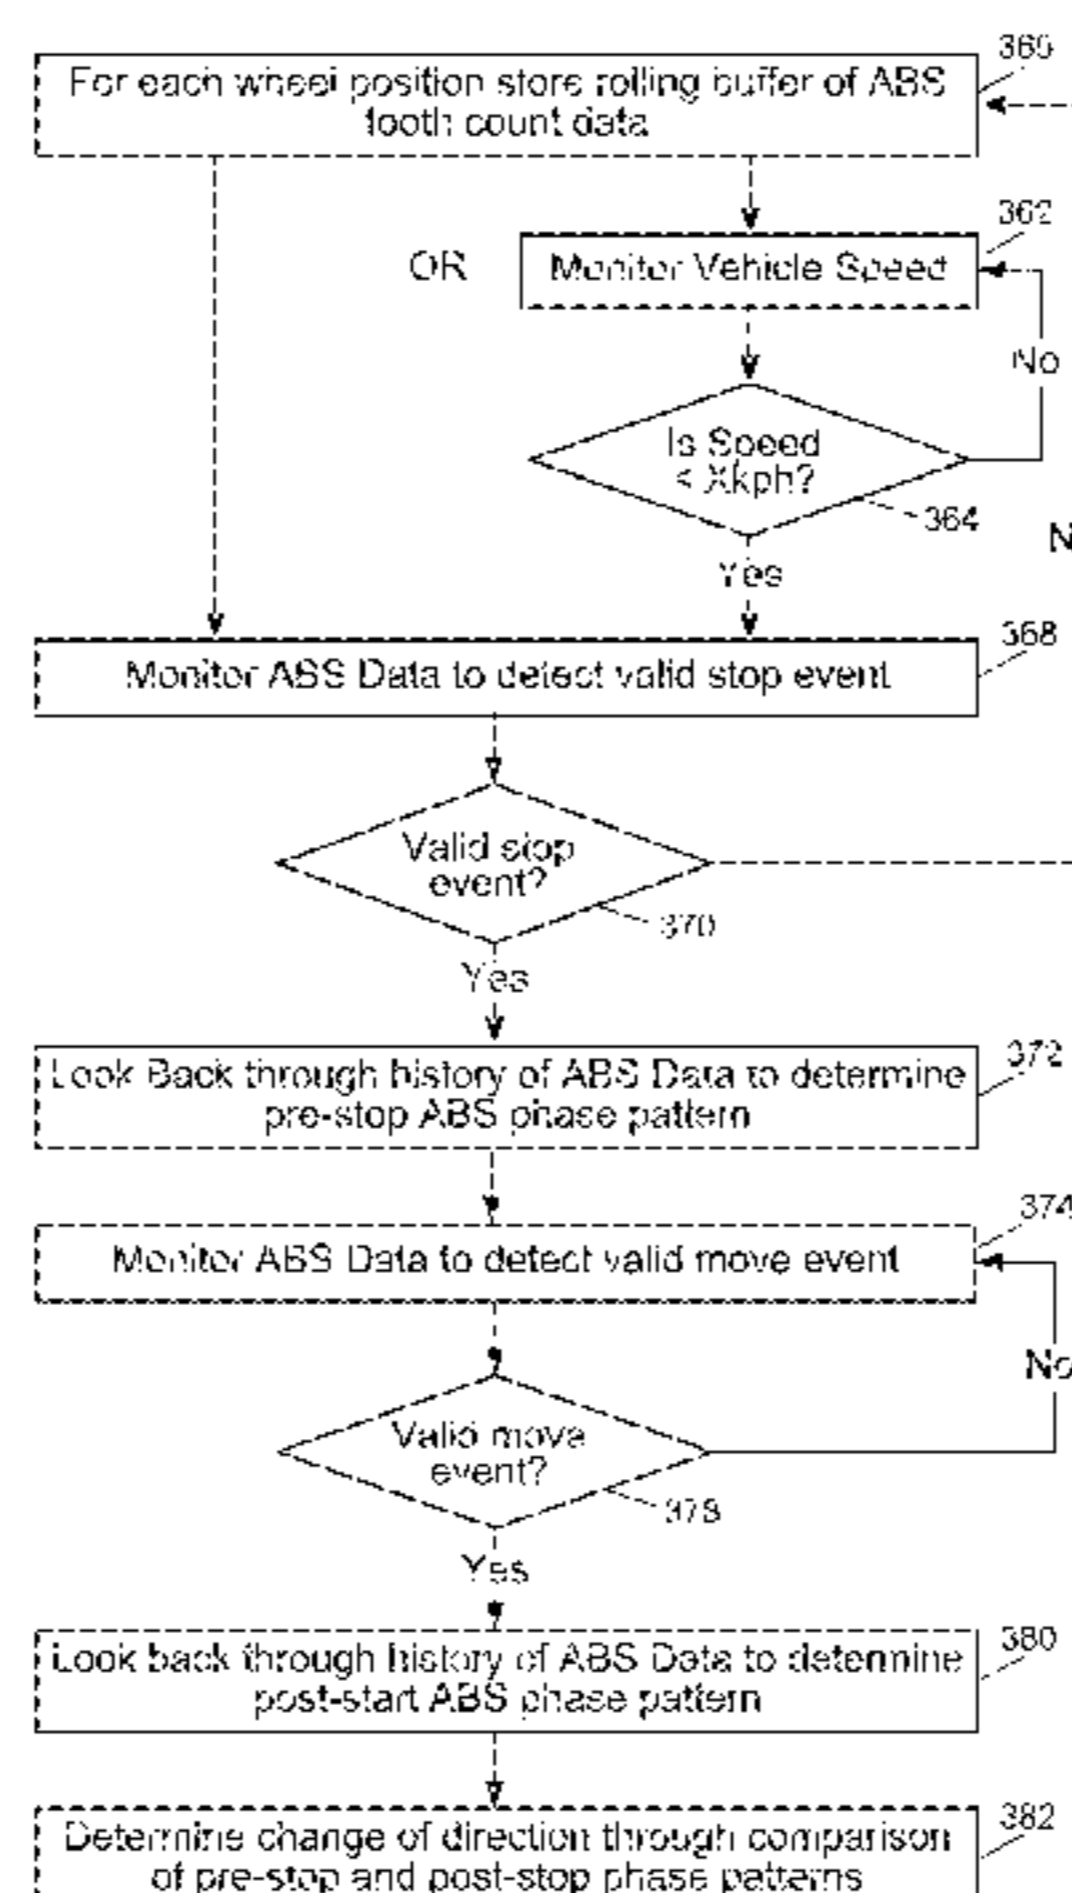 360
For each wheel position store rolling buffer of ABS
tooth count data
362
OR
Monitor Vehicle Speed
No
Is Speed
< Xkph?
364
N
Yes
368
Monitor ABS Data to detect valid stop event
Valid stop
event?
370
Yes
372
Look Back through history of ABS Data to determine
pre-stop ABS phase pattern
374
Monitor ABS Data to detect valid move event
No
Valid move
event?
378
Yes
380
Look back through history of ABS Data to determine
post-start ABS phase pattern
382
Determine change of direction through comparison
of pre-stop and post-stop phase patterns